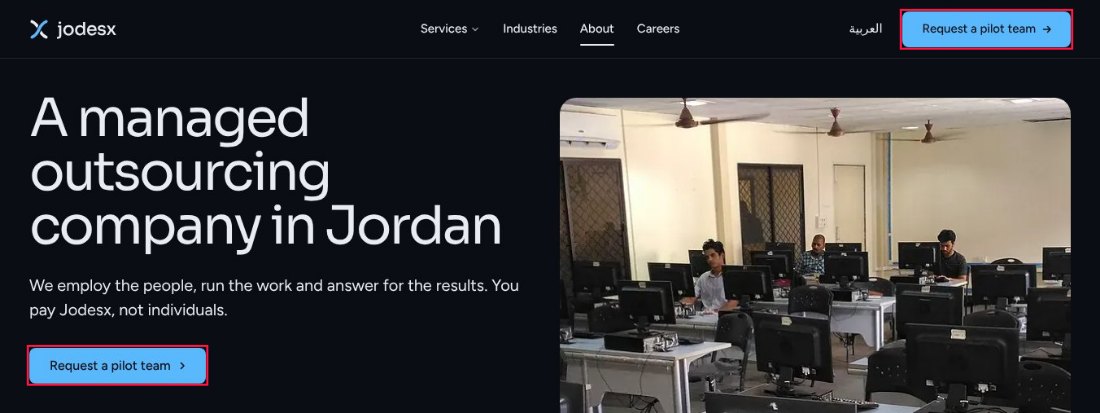 jodesx
Services
Industries
About
Careers
العربية
Request a pilot team
A managed
outsourcing
company in Jordan
We employ the people, run the work and answer for the results. You
pay Jodesx, not individuals.
Request a pilot team